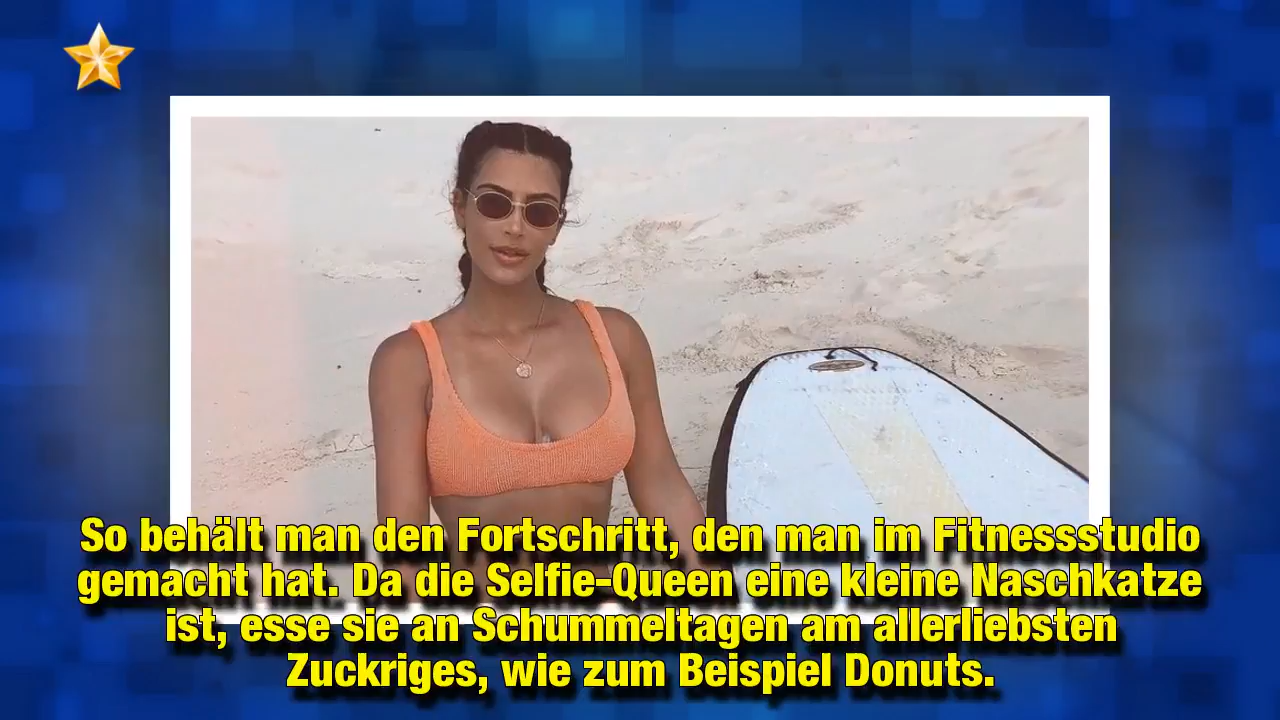 So behält man den Fortschritt, den man im Fitnessstudio
gemacht hat. Da die Selfie-Queen eine kleine Naschkatze
ist, esse sie an Schummeltagen am allerliebsten
Zuckriges, wie zum Beispiel Donuts.